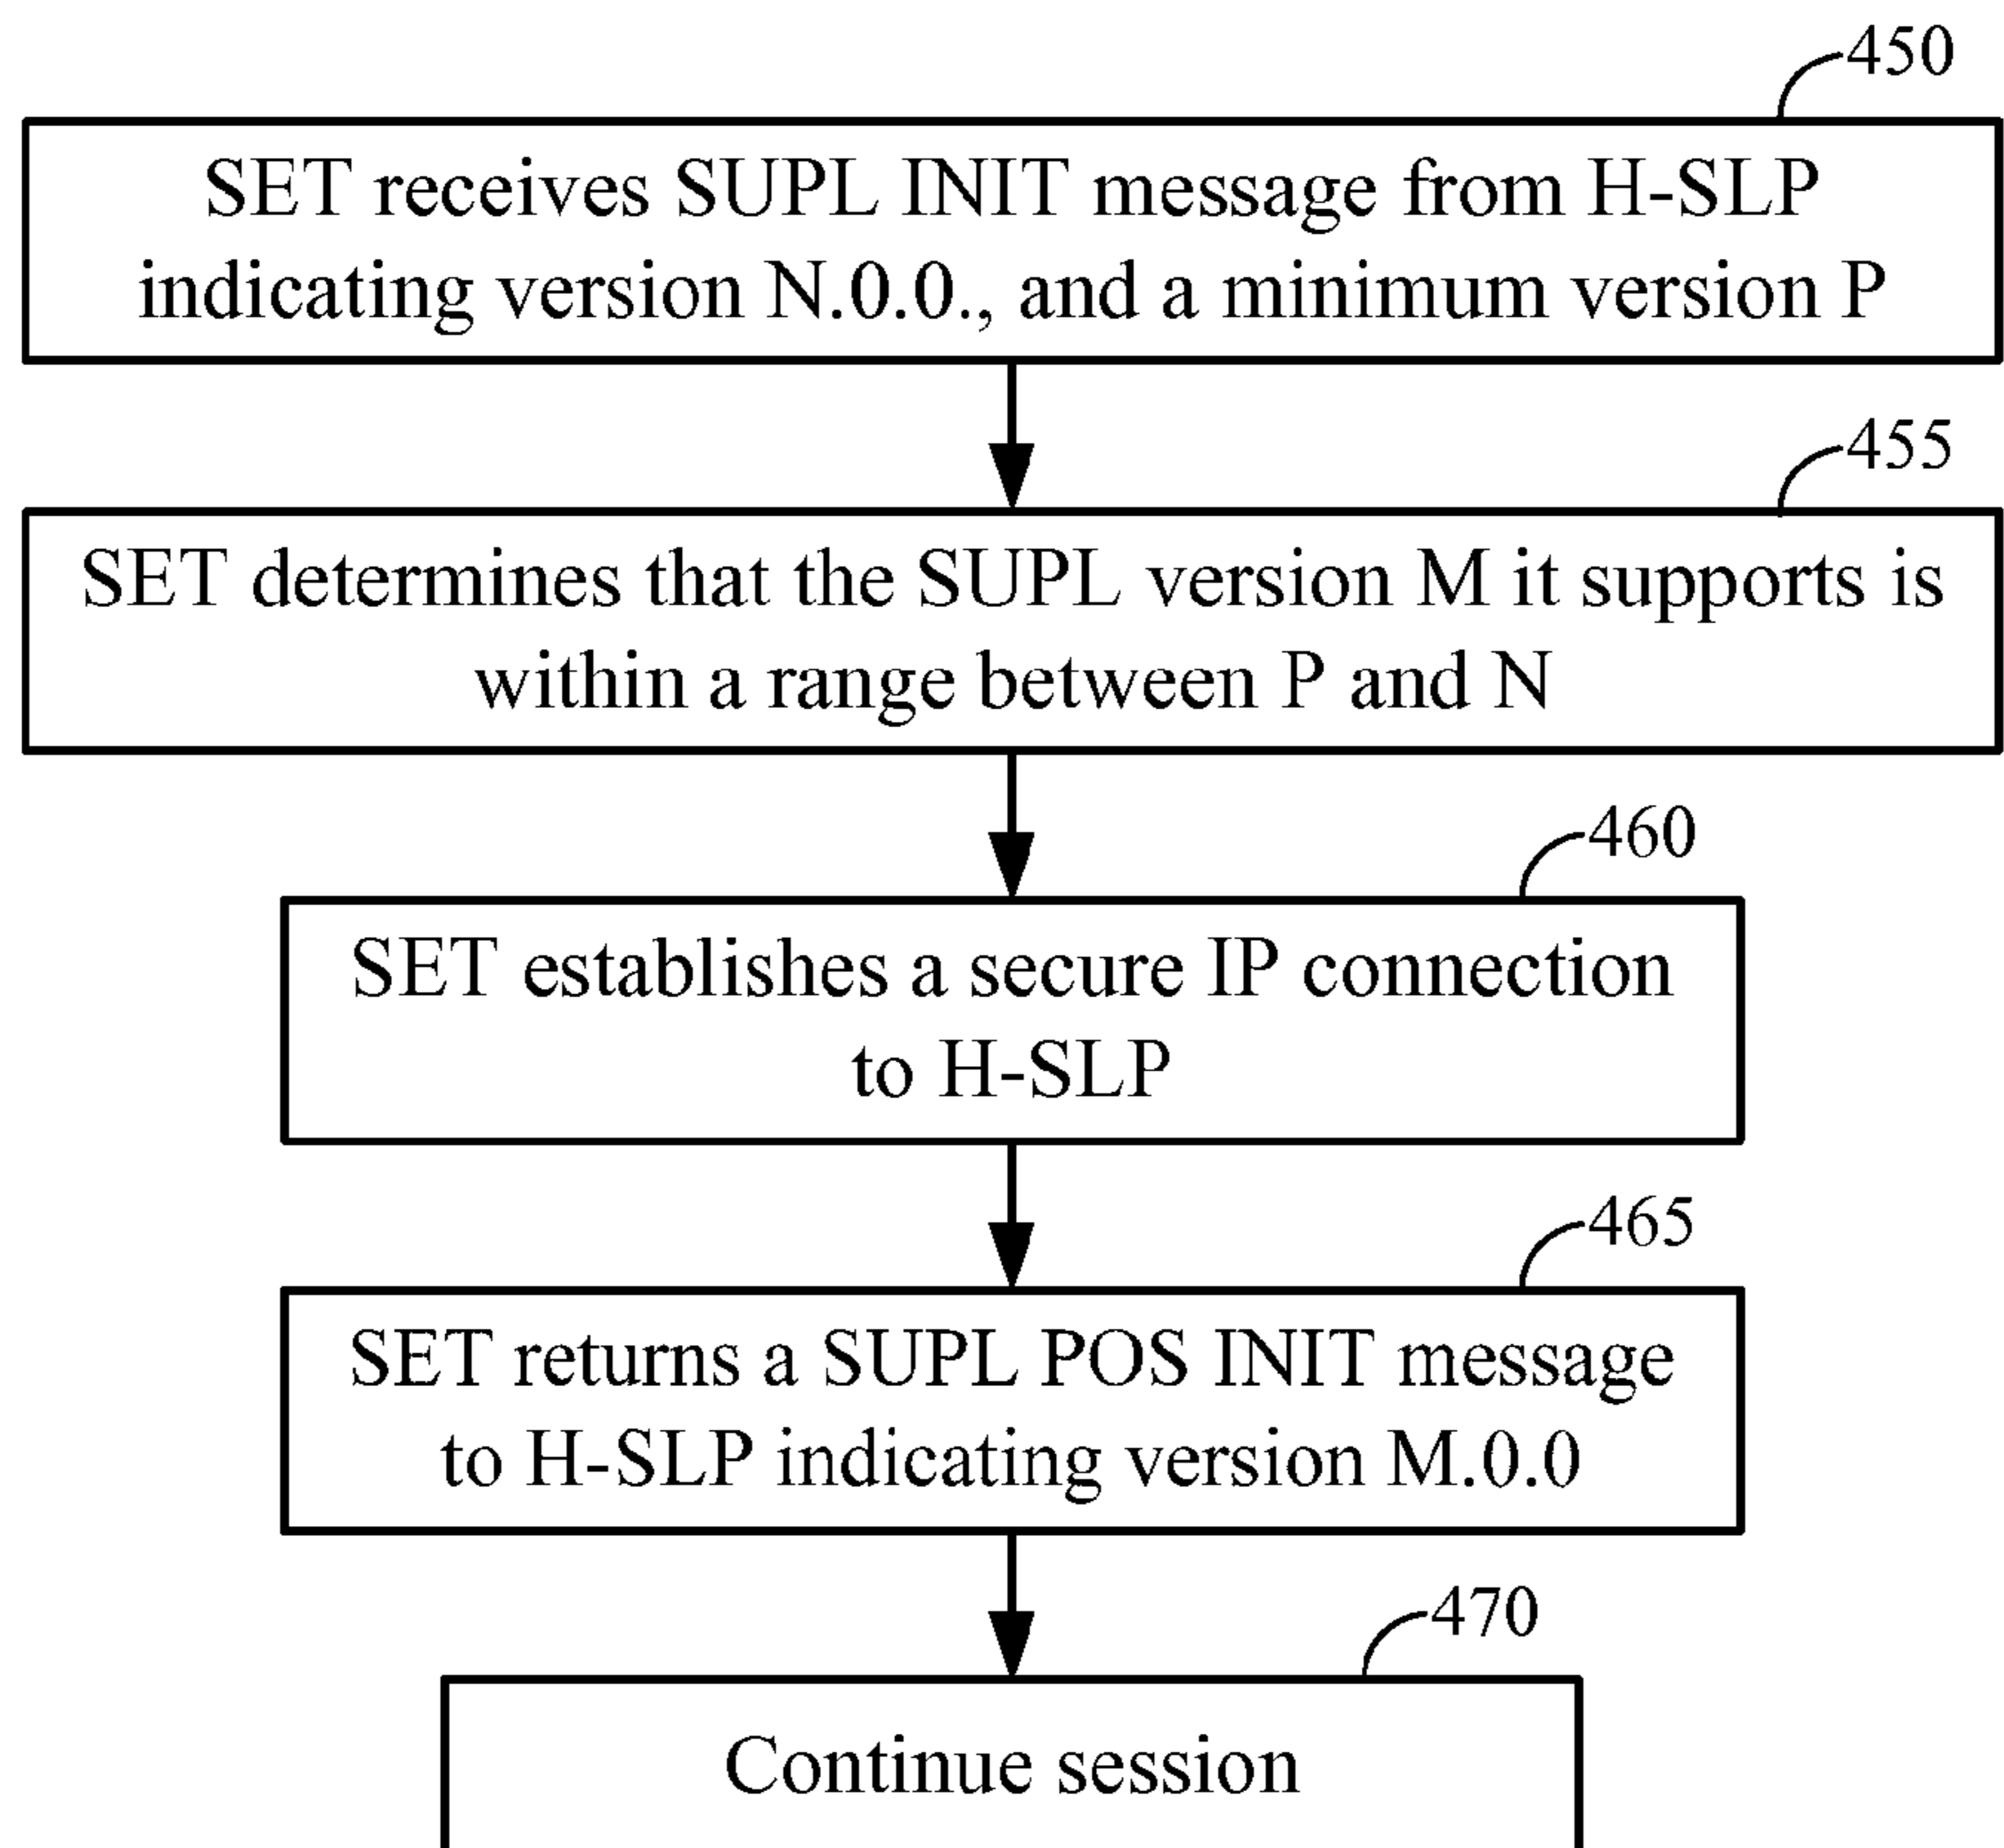 450
SET receives SUPL INIT message from H-SLP
indicating version N.0.0., and a minimum version P
455
SET determines that the SUPL version M it supports is
within a range between P and N
460
SET establishes a secure IP connection
to H-SLP
465
SET returns a SUPL POS INIT message
to H-SLP indicating version M.0.0
470
Continue session